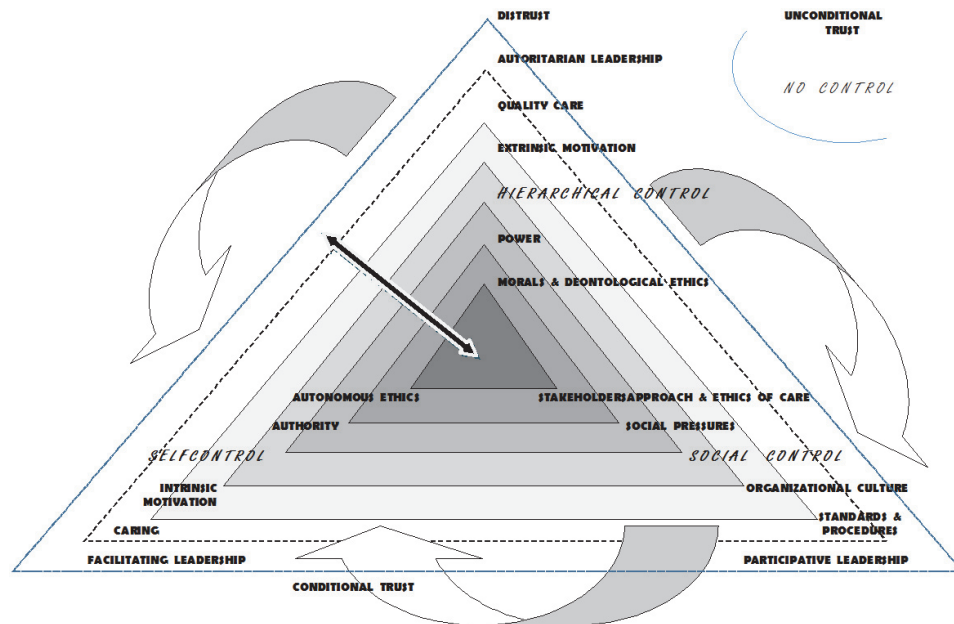 DISTRUST
UNCONDITIONAL
TRUST
AUTORITARIAN LEADERSHIP
NO CONTROL
QUALITY CARE
EXTRINSIC MOTIVATION
HIERARCHICAL CONTROL
POWER
MORALS & DEONTOLOGICAL ETHICS
AUTONOMOUS ETHICS
STAKEHOLDERSAPPROACH & ETHICS OF CARE
AUTHORITY
SOCIAL PRESSURES
SELFCONTROL
SOCIAL CONTROL
INTRINSIC
MOTIVATION
ORGANIZATIONAL CULTURE
STANDARDS &
PROCEDURES
CARING
FACILITATING LEADERSHIP
PARTICIPATIVE LEADERSHIP
CONDITIONAL TRUST